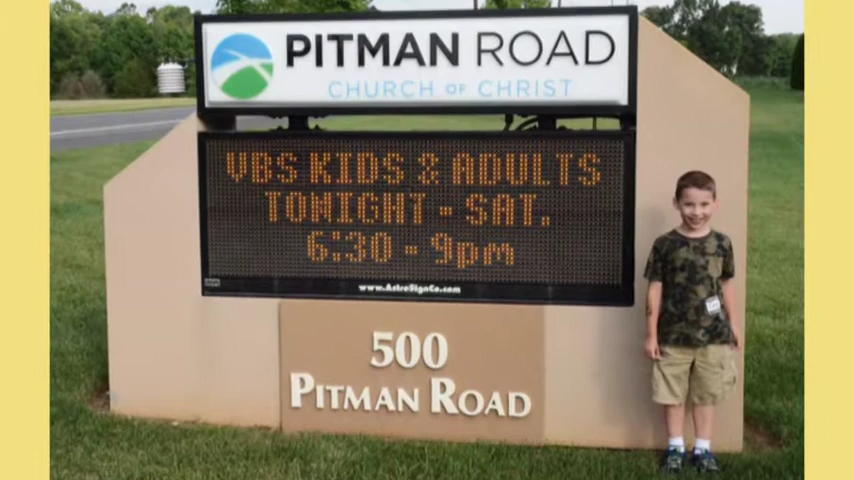 PITMAN ROAD
CHURCH OF CHRIST
VBS KIDS & ADULTS
TONIGHT - SAT.
6:30 - 9pm
www.AstroSignCo.com
500
PITMAN ROAD